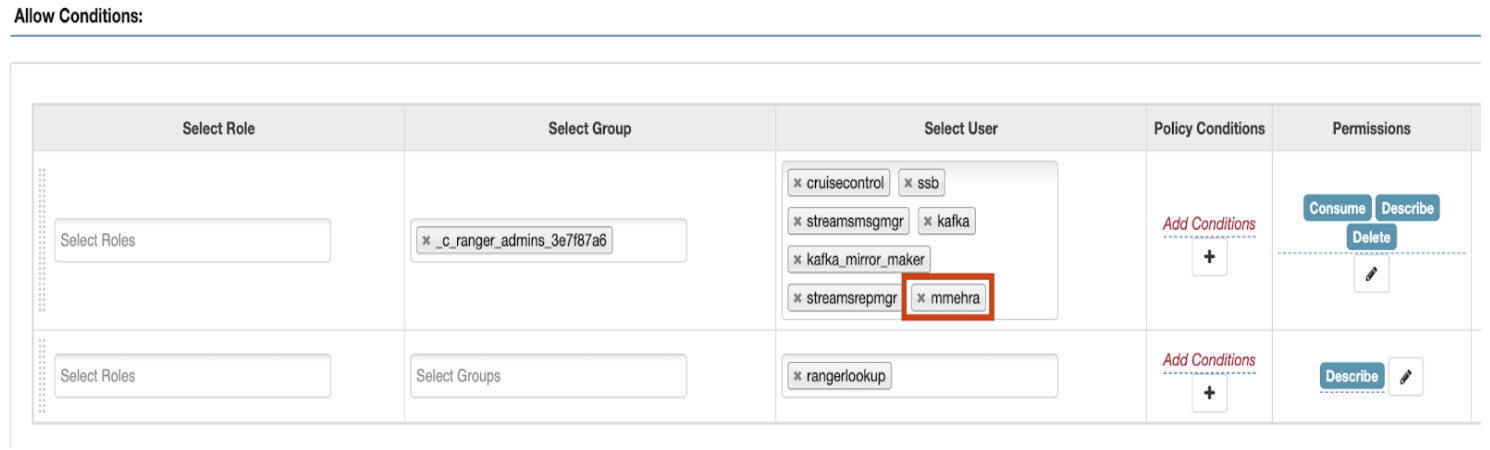 Allow Conditions:
Select Role Select Group Select User Policy Conditions Permissions
Select Roles
× _c_ranger_admins_3e7f87a6
× cruisecontrol × ssb
× streamsmsgmgr × kafka
× kafka_mirror_maker
× streamsrepmgr × mmehra
Add Conditions
+
Consume Describe
Delete
Select Roles
Select Groups
× rangerlookup
Add Conditions
+
Describe